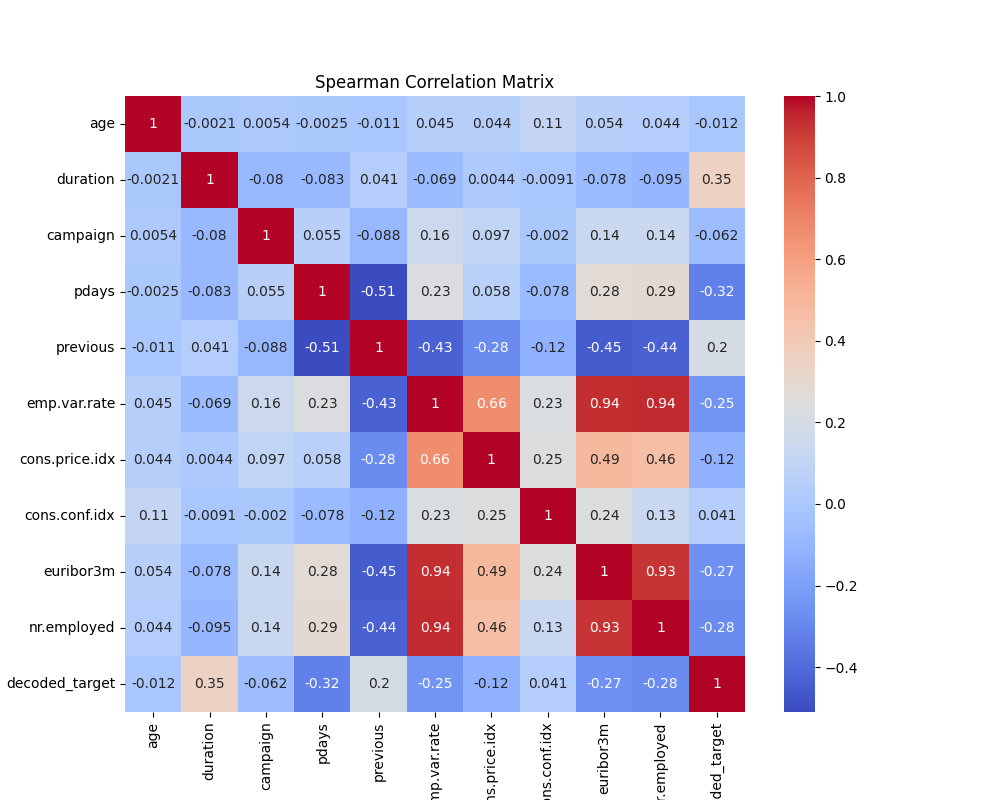 Spearman Correlation Matrix
age 1 -0.0021 0.0054 -0.0025 -0.011 0.045 0.044 0.11 0.054 0.044 -0.012
duration -0.0021 1 -0.08 -0.083 0.041 -0.069 0.0044 -0.0091 -0.078 -0.095 0.35
campaign 0.0054 -0.08 1 0.055 -0.088 0.16 0.097 -0.002 0.14 0.14 -0.062
pdays -0.0025 -0.083 0.055 1 -0.51 0.23 0.058 -0.078 0.28 0.29 -0.32
previous -0.011 0.041 -0.088 -0.51 1 -0.43 -0.28 -0.12 -0.45 -0.44 0.2
emp.var.rate 0.045 -0.069 0.16 0.23 -0.43 1 0.66 0.23 0.94 0.94 -0.25
cons.price.idx 0.044 0.0044 0.097 0.058 -0.28 0.66 1 0.25 0.49 0.46 -0.12
cons.conf.idx 0.11 -0.0091 -0.002 -0.078 -0.12 0.23 0.25 1 0.24 0.13 0.041
euribor3m 0.054 -0.078 0.14 0.28 -0.45 0.94 0.49 0.24 1 0.93 -0.27
nr.employed 0.044 -0.095 0.14 0.29 -0.44 0.94 0.46 0.13 0.93 1 -0.28
decoded_target -0.012 0.35 -0.062 -0.32 0.2 -0.25 -0.12 0.041 -0.27 -0.28 1
age
duration
campaign
pdays
previous
mp.var.rate
ns.price.idx
ons.conf.idx
euribor3m
r.employed
ded_target
1.0
0.8
0.6
0.4
0.2
0.0
−0.2
−0.4